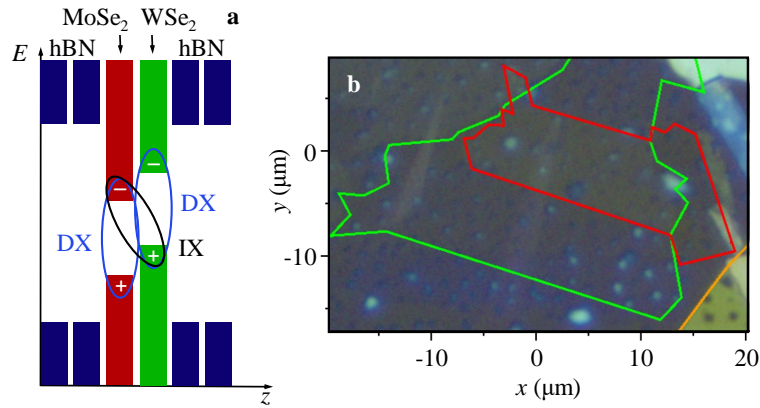 MoSe₂ WSe₂ a
hBN hBN
E
− −
DX
DX IX
+
+
z
b
0
-10
y (μm)
-10 0 10 20
x (μm)